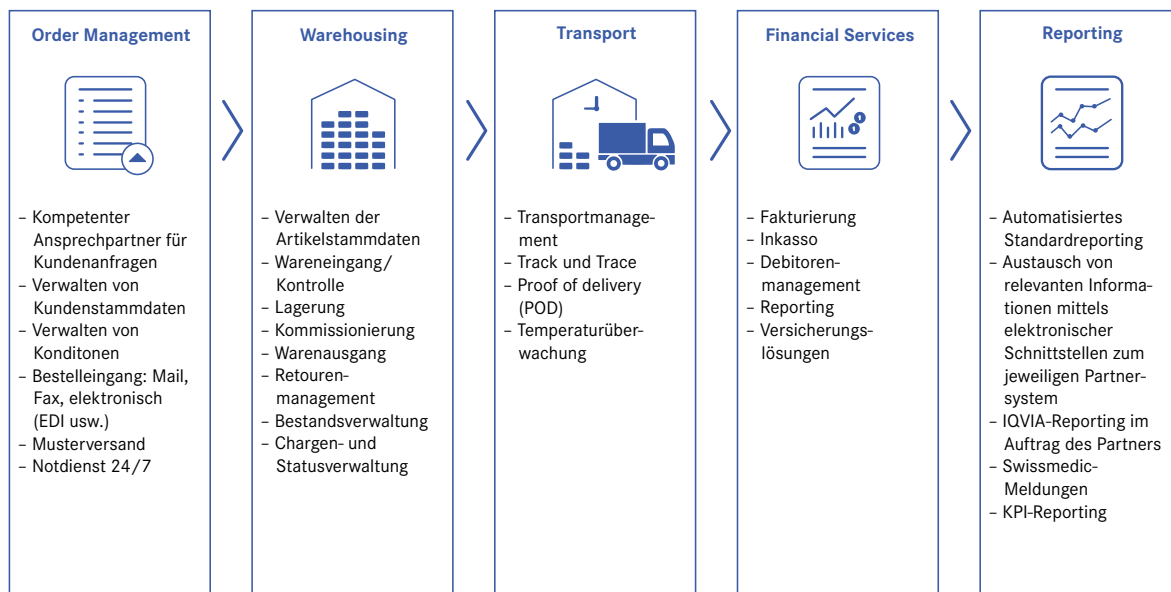 Order Management
– Kompetenter
Ansprechpartner für
Kundenanfragen
– Verwalten von
Kundenstammdaten
– Verwalten von
Konditonen
– Bestelleingang: Mail,
Fax, elektronisch
(EDI usw.)
– Musterversand
– Notdienst 24/7
Warehousing
– Verwalten der
Artikelstammdaten
– Wareneingang/
Kontrolle
– Lagerung
– Kommissionierung
– Warenausgang
– Retouren-
management
– Bestandsverwaltung
– Chargen- und
Statusverwaltung
Transport
– Transportmanage-
ment
– Track und Trace
– Proof of delivery
(POD)
– Temperaturüber-
wachung
Financial Services
– Fakturierung
– Inkasso
– Debitoren-
management
– Reporting
– Versicherungs-
lösungen
Reporting
– Automatisiertes
Standardreporting
– Austausch von
relevanten Informa-
tionen mittels
elektronischer
Schnittstellen zum
jeweiligen Partner-
system
– IQVIA-Reporting im
Auftrag des Partners
– Swissmedic-
Meldungen
– KPI-Reporting